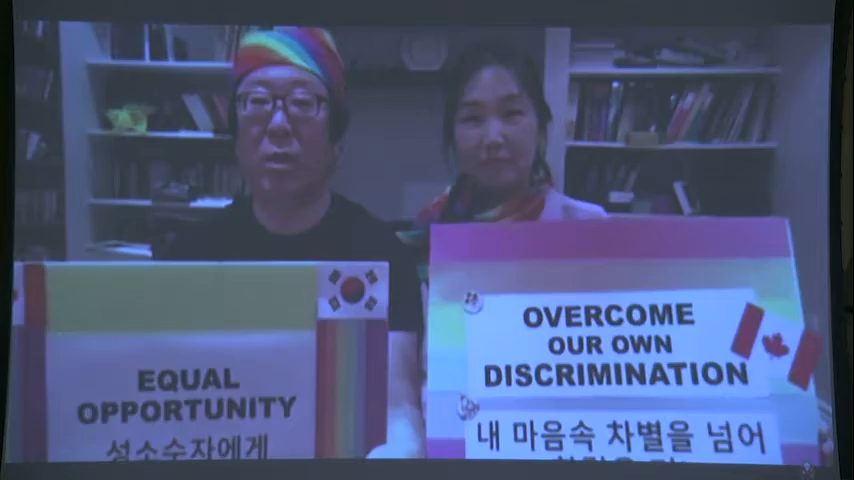 EQUAL
OPPORTUNITY
성소수자에게
OVERCOME
OUR OWN
DISCRIMINATION
내 마음속 차별을 넘어